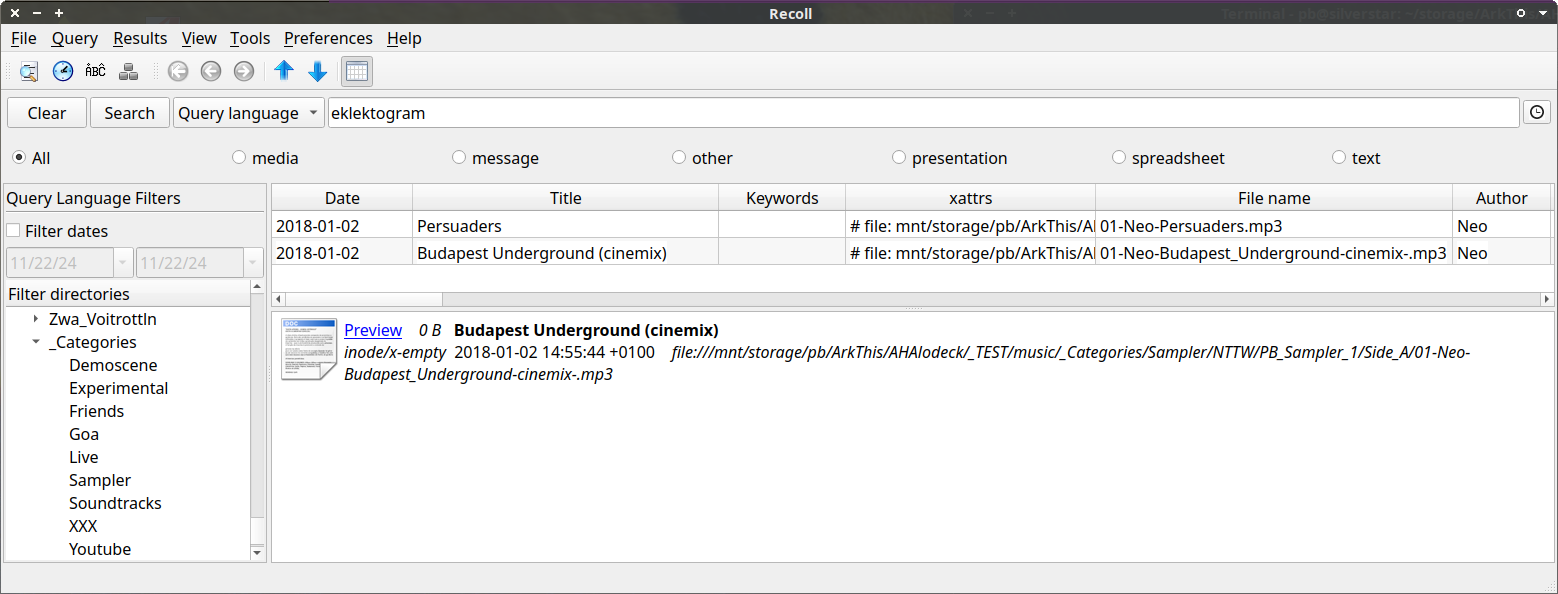 Recoll
Terminal - pb@silverstar: ~/storage/ArkThis/A
File Query Results View Tools Preferences Help
ABC
Clear Search Query language eklektogram
All media message other presentation spreadsheet text
Query Language Filters
Filter dates
11/22/24 11/22/24
Filter directories
Zwa_VoitrottIn
_Categories
Demoscene
Experimental
Friends
Goa
Live
Sampler
Soundtracks
XXX
Youtube
Date Title Keywords xattrs File name Author
2018-01-02 Persuaders # file: mnt/storage/pb/ArkThis/A 01-Neo-Persuaders.mp3 Neo
2018-01-02 Budapest Underground (cinemix) # file: mnt/storage/pb/ArkThis/A 01-Neo-Budapest_Underground-cinemix-.mp3 Neo
DOC
Preview 0 B Budapest Underground (cinemix)
inode/x-empty 2018-01-02 14:55:44 +0100 file:///mnt/storage/pb/ArkThis/AHAlodeck/_TEST/music/_Categories/Sampler/NTTW/PB_Sampler_1/Side_A/01-Neo-
Budapest_Underground-cinemix-.mp3